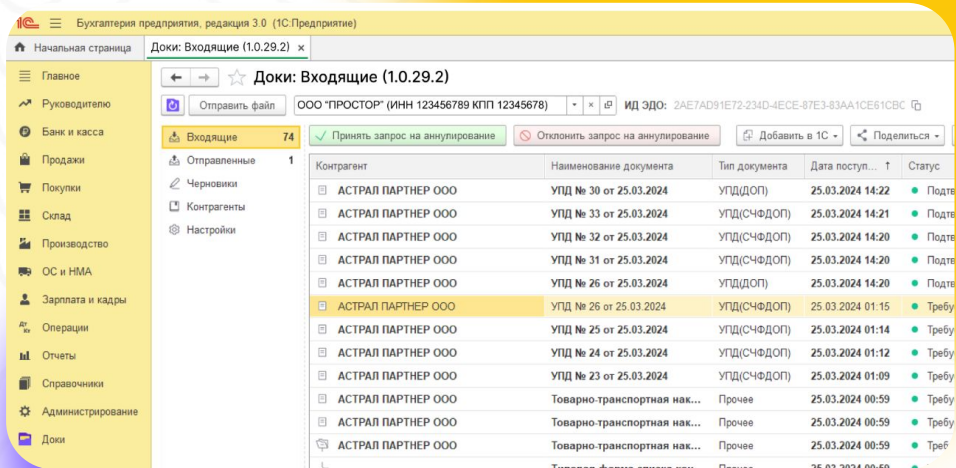 1С Бухгалтерия предприятия, редакция 3.0 (1С:Предприятие)
Начальная страница Доки: Входящие (1.0.29.2) ×
Главное
Руководителю
Банк и касса
Продажи
Покупки
Склад
Производство
ОС и НМА
Зарплата и кадры
Операции
Отчеты
Справочники
Администрирование
Доки
Доки: Входящие (1.0.29.2)
Отправить файл ООО "ПРОСТОР" (ИНН 123456789 КПП 12345678) ИД ЭДО: 2AE7AD91E72-234D-4ECE-87E3-83AA1CE61CBC
Входящие 74
Отправленные 1
Черновики
Контрагенты
Настройки
Принять запрос на аннулирование Отклонить запрос на аннулирование Добавить в 1С Поделиться
Контрагент Наименование документа Тип документа Дата поступ... ↑ Статус
АСТРАЛ ПАРТНЕР ООО УПД № 30 от 25.03.2024 УПД(ДОП) 25.03.2024 14:22 Подтв
АСТРАЛ ПАРТНЕР ООО УПД № 33 от 25.03.2024 УПД(СЧФДОП) 25.03.2024 14:21 Подтв
АСТРАЛ ПАРТНЕР ООО УПД № 32 от 25.03.2024 УПД(СЧФДОП) 25.03.2024 14:20 Подтв
АСТРАЛ ПАРТНЕР ООО УПД № 31 от 25.03.2024 УПД(СЧФДОП) 25.03.2024 14:20 Подтв
АСТРАЛ ПАРТНЕР ООО УПД № 26 от 25.03.2024 УПД(ДОП) 25.03.2024 14:20 Подтв
АСТРАЛ ПАРТНЕР ООО УПД № 26 от 25.03.2024 УПД(СЧФДОП) 25.03.2024 01:15 Требу
АСТРАЛ ПАРТНЕР ООО УПД № 25 от 25.03.2024 УПД(СЧФДОП) 25.03.2024 01:14 Требу
АСТРАЛ ПАРТНЕР ООО УПД № 24 от 25.03.2024 УПД(СЧФДОП) 25.03.2024 01:12 Требу
АСТРАЛ ПАРТНЕР ООО УПД № 23 от 25.03.2024 УПД(СЧФДОП) 25.03.2024 01:09 Требу
АСТРАЛ ПАРТНЕР ООО Товарно-транспортная нак... Прочее 25.03.2024 00:59 Требу
АСТРАЛ ПАРТНЕР ООО Товарно-транспортная нак... Прочее 25.03.2024 00:59 Требу
АСТРАЛ ПАРТНЕР ООО Товарно-транспортная нак... Прочее 25.03.2024 00:59 Треб